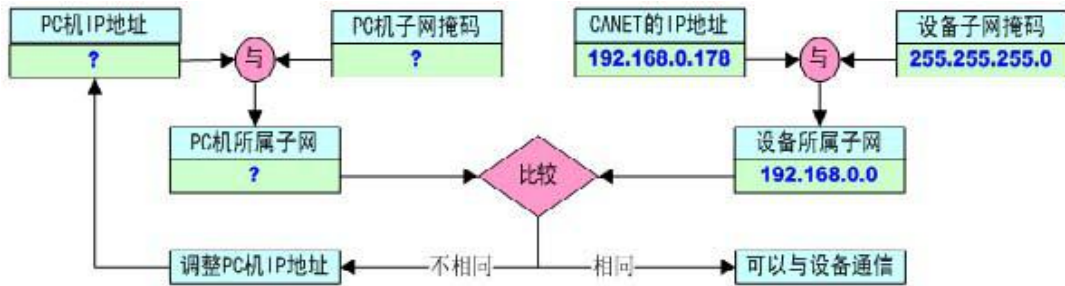 PC机IP地址
?
与
PC机子网掩码
?
CANET的IP地址
192.168.0.178
与
设备子网掩码
255.255.255.0
PC机所属子网
?
比较
设备所属子网
192.168.0.0
调整PC机IP地址
不相同
相同
可以与设备通信